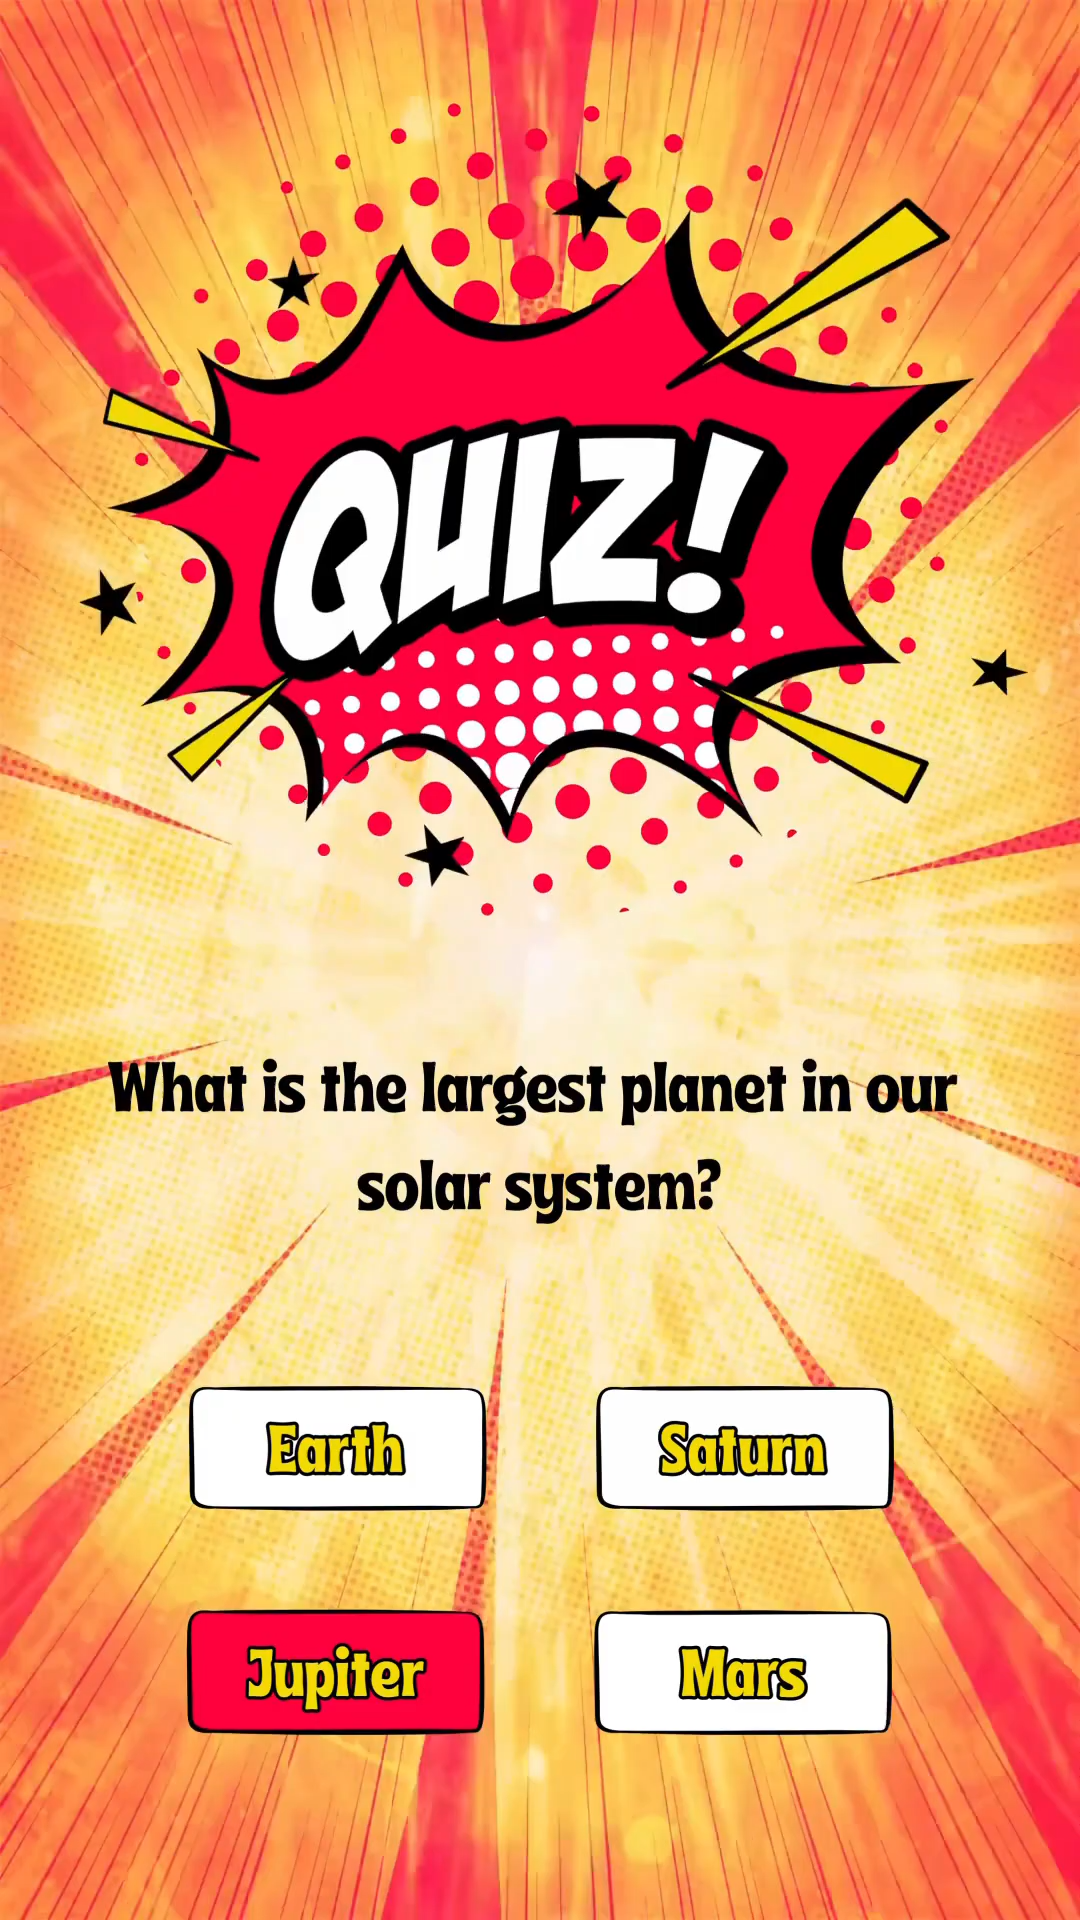 QUIZ!
What is the largest planet in our
solar system?
Earth
Saturn
Jupiter
Mars